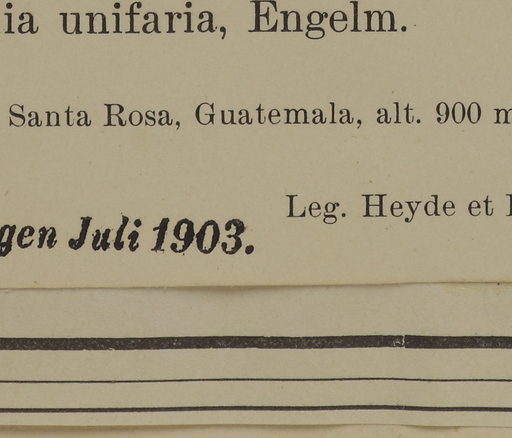 ia unifaria, Engelm.
Santa Rosa, Guatemala, alt. 900 m
Leg. Heyde et
gen Juli 1903.